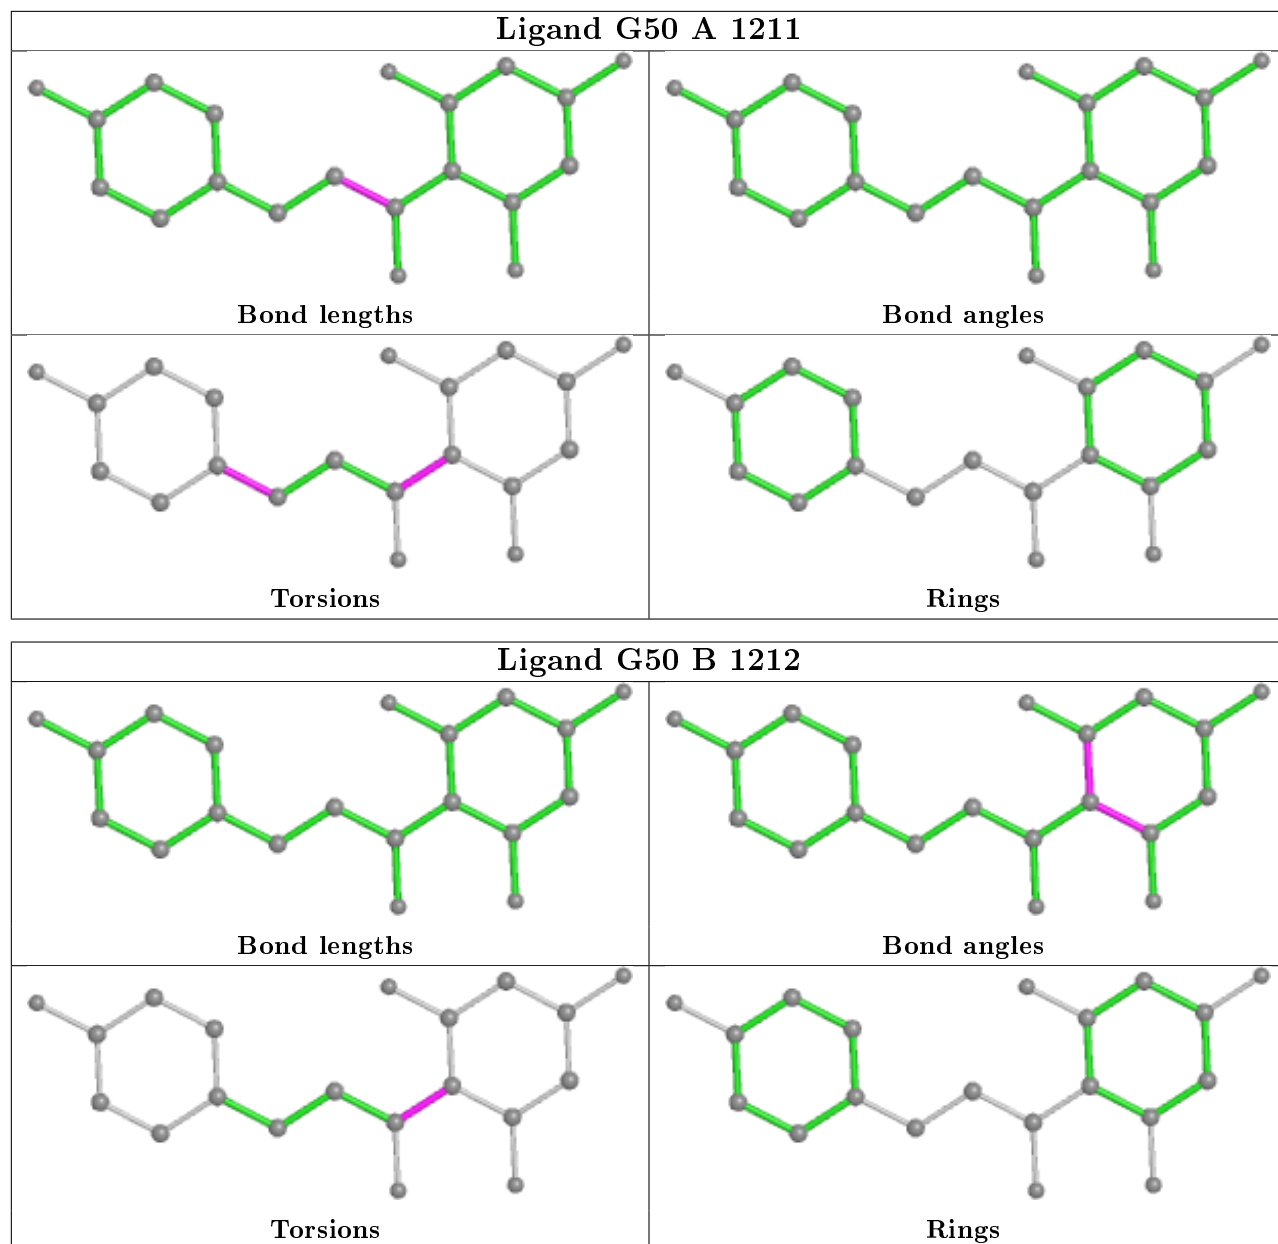 Ligand G50 A 1211
Bond lengths
Bond angles
Torsions
Rings
Ligand G50 B 1212
Bond lengths
Bond angles
Torsions
Rings